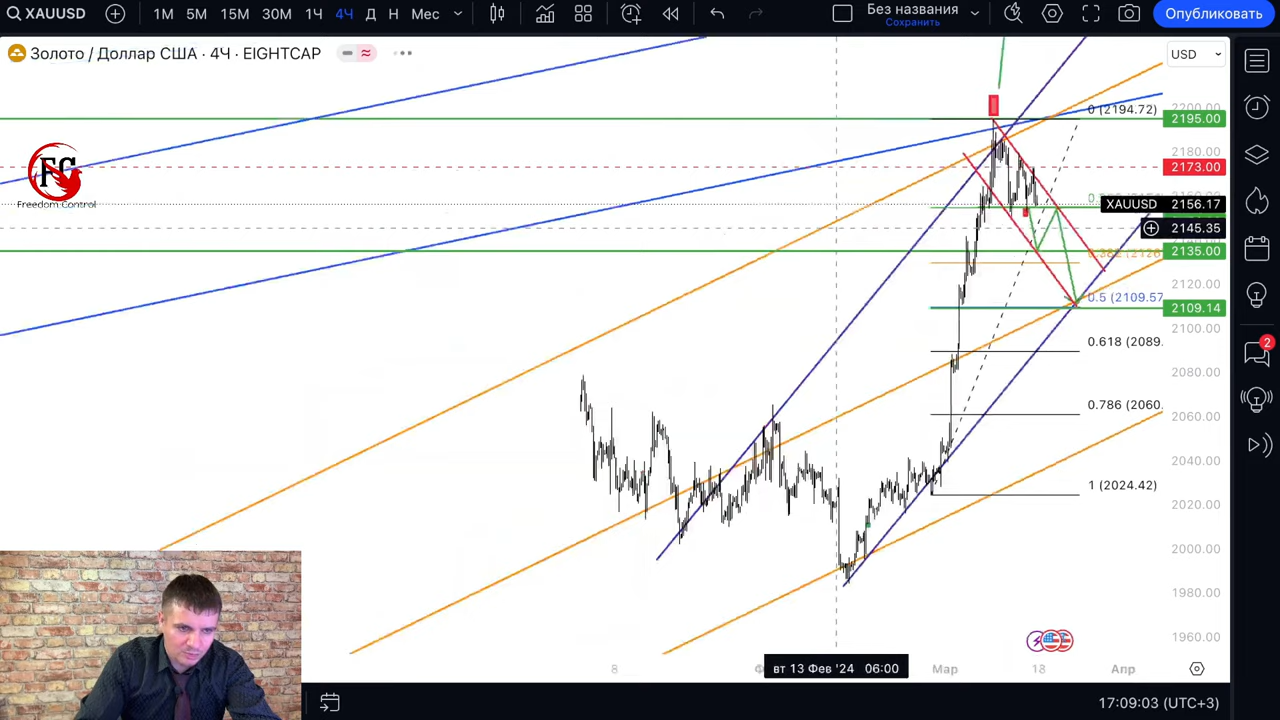 XAUUSD
1М 5М 15М 30М 1Ч 4Ч Д Н Мес
Без названия
Сохранить
Опубликовать
Золото / Доллар США · 4Ч · EIGHTCAP
USD
FC
Freedom Control
0 (2194.72)
2195.00
2180.00
2173.00
XAUUSD 2156.17
2145.35
2135.00
2120.00
0.5 (2109.57
2109.14
2100.00
0.618 (2089.
2080.00
0.786 (2060.
2060.00
2040.00
1 (2024.42)
2020.00
2000.00
1980.00
1960.00
2
8
вт 13 Фев '24 06:00
Мар
18
Апр
17:09:03 (UTC+3)